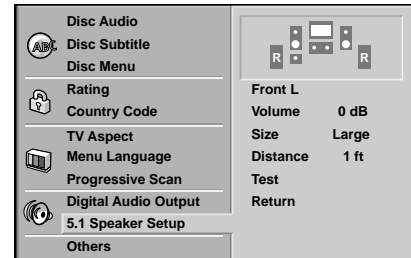 Disc Audio
ABC
Disc Subtitle
Disc Menu
Rating
?
Country Code
TV Aspect
Menu Language
Progressive Scan
Digital Audio Output
5.1 Speaker Setup
Others
R
R
Front L
Volume 0 dB
Size Large
Distance 1 ft
Test
Return